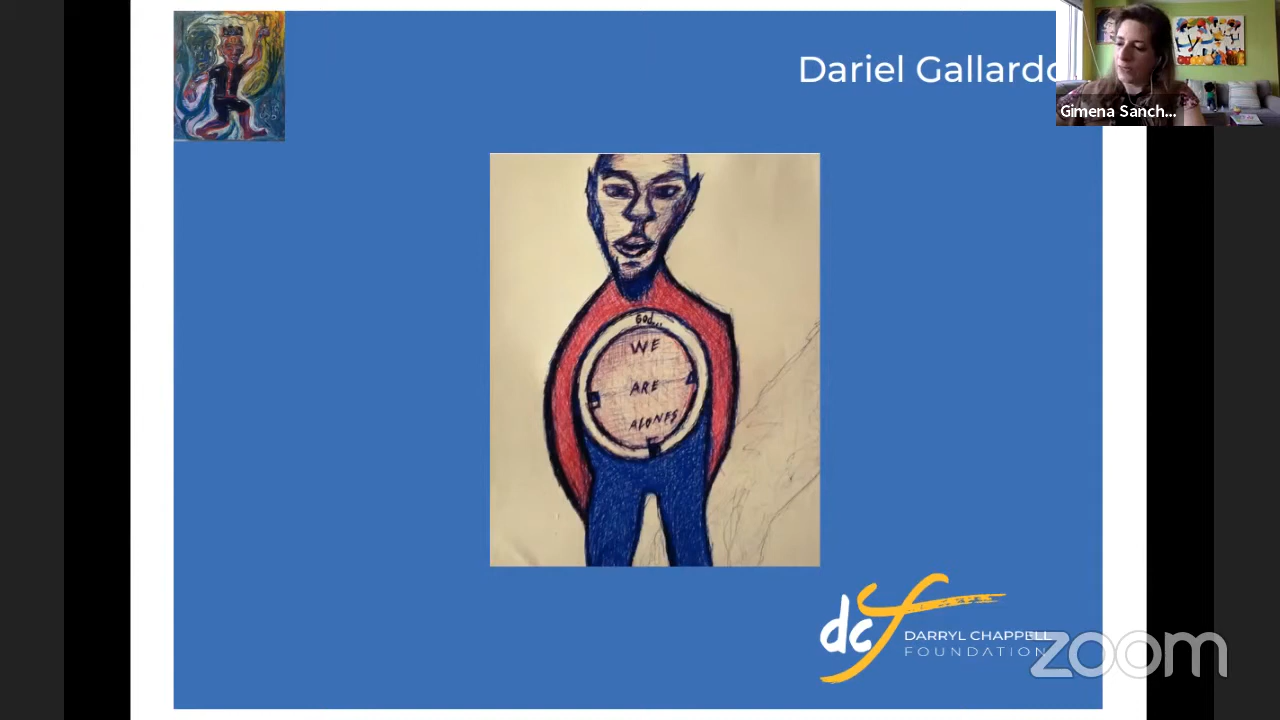 Dariel Gallardo
Gimena Sanch...
God...
WE
ARE
ALONES
dcf
DARRYL CHAPPELL
FOUNDATION
zoom